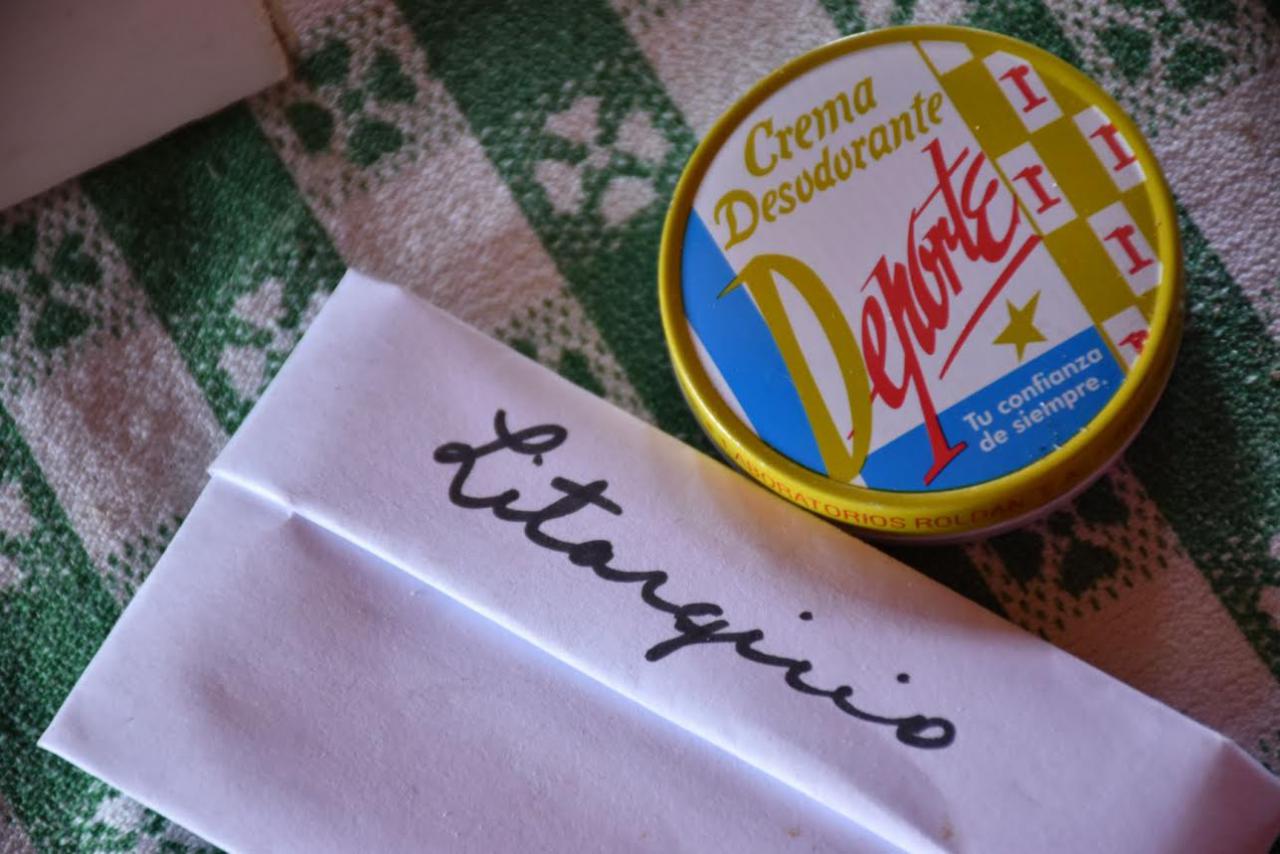 Crema
Desodorante
Deporte
I
I
I
I
Tu confianza
de siempre.
LABORATORIOS ROLDAN
Litargirio